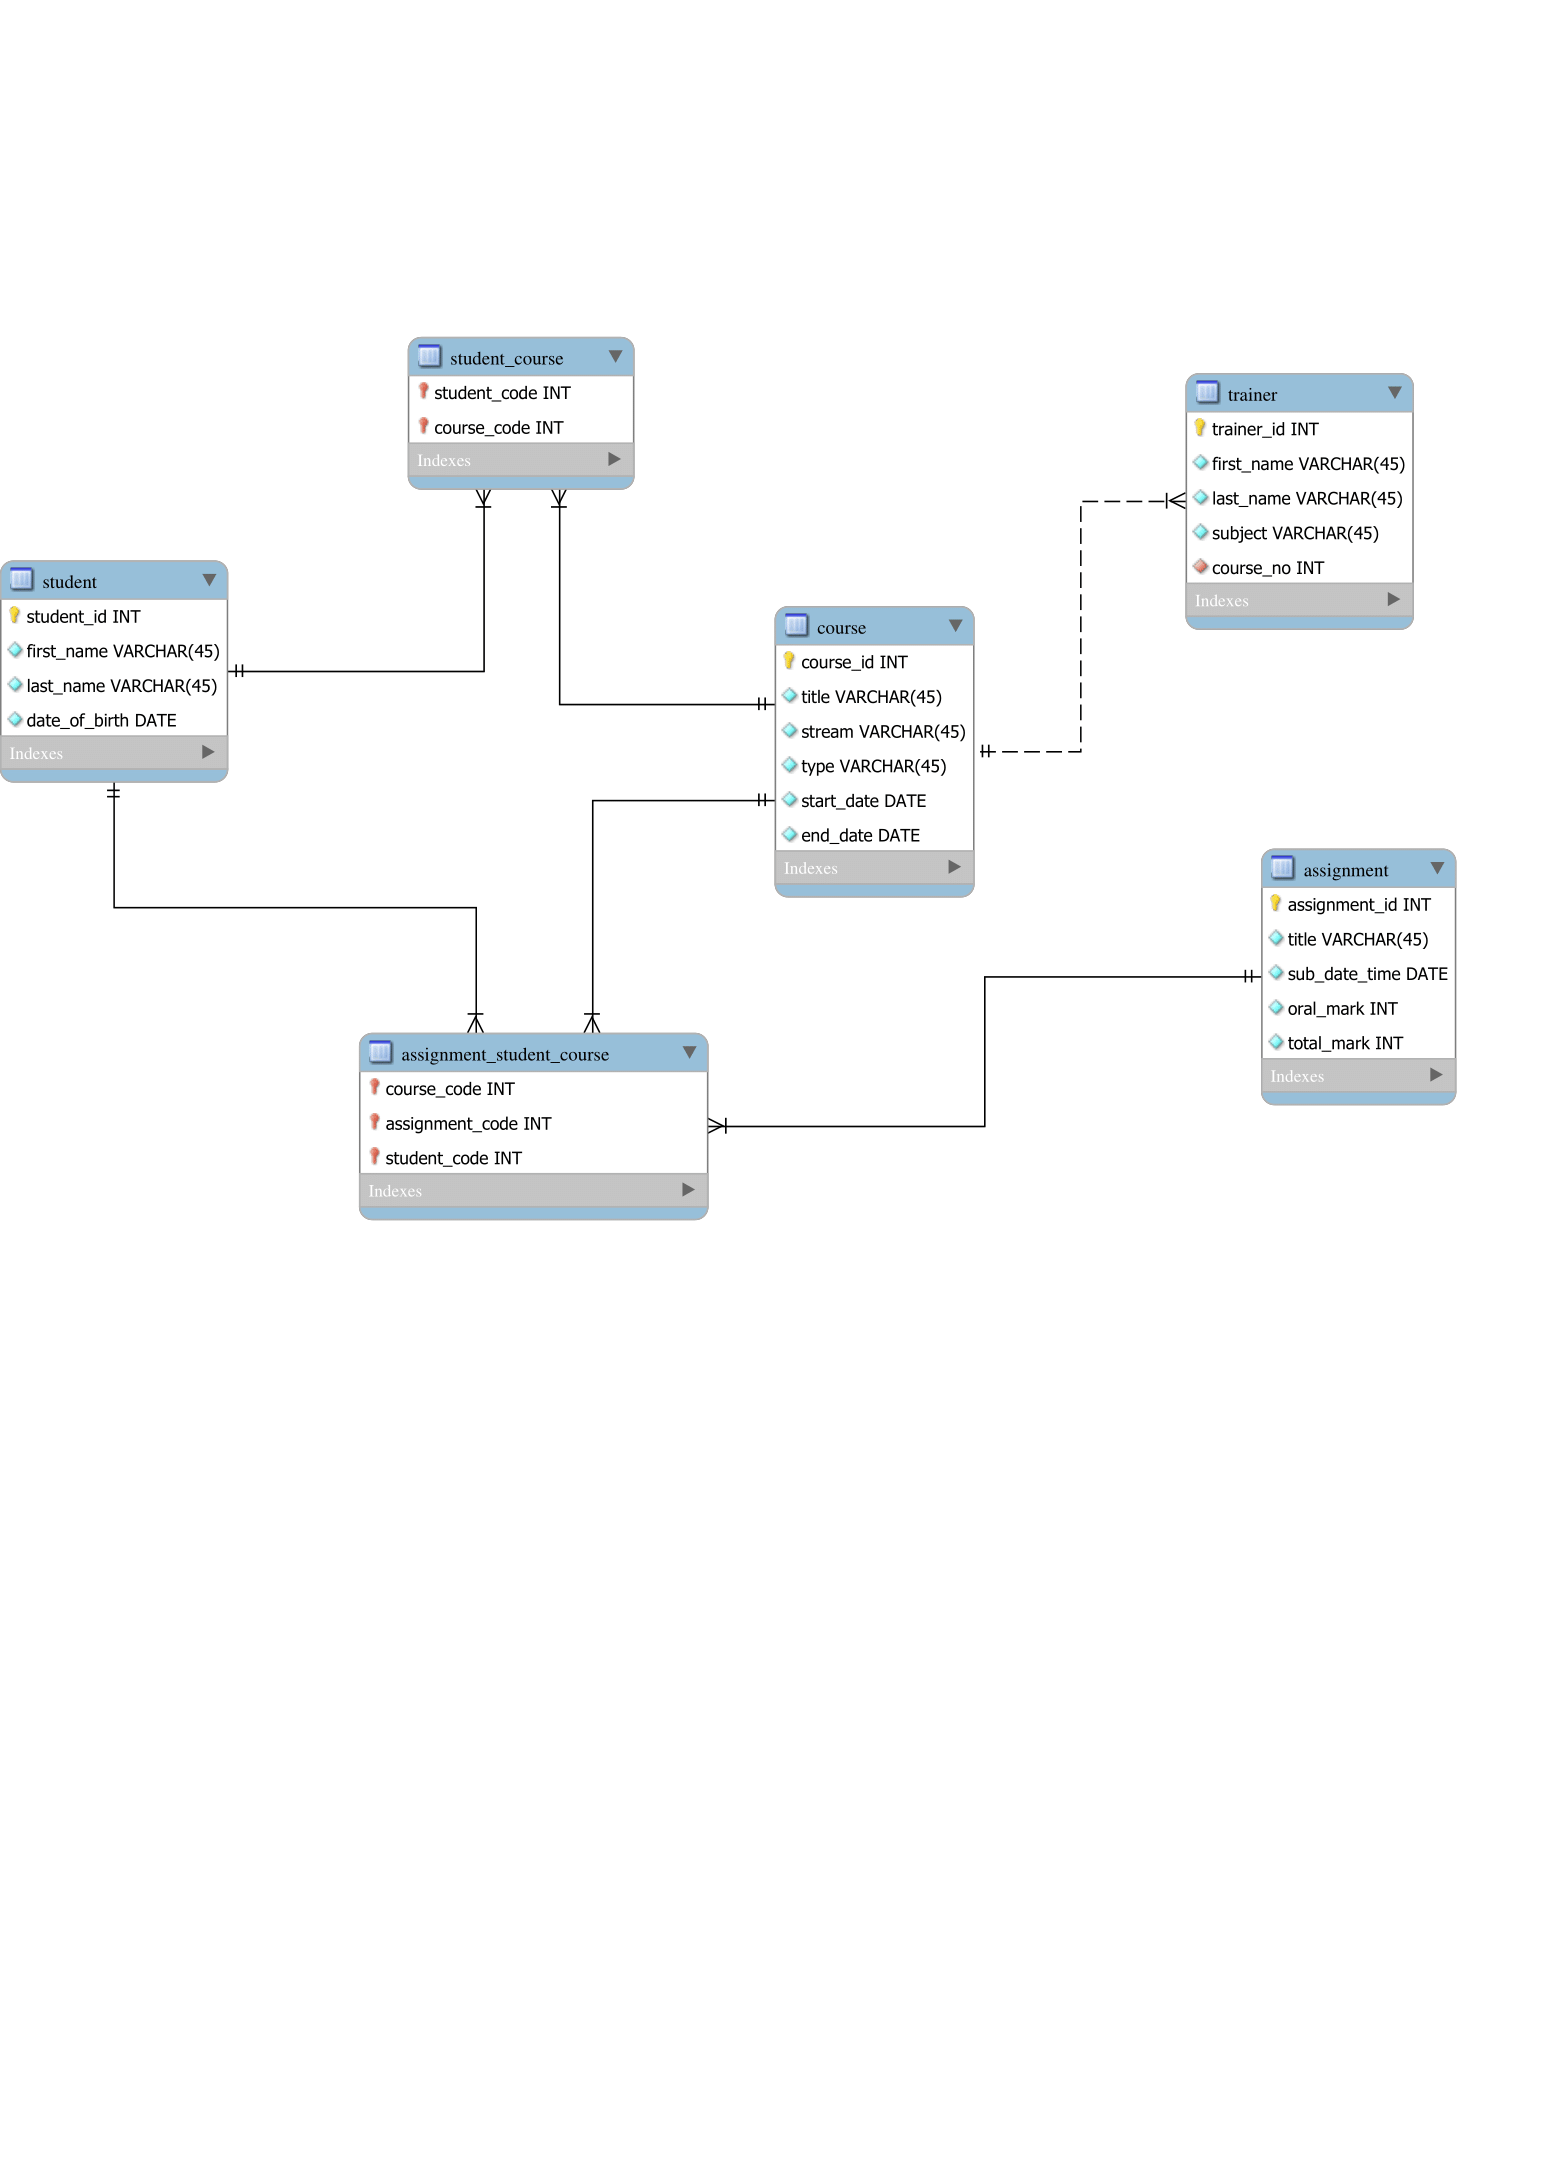 student_course
student_code INT
course_code INT
Indexes
trainer
trainer_id INT
first_name VARCHAR(45)
last_name VARCHAR(45)
subject VARCHAR(45)
course_no INT
Indexes
student
student_id INT
first_name VARCHAR(45)
last_name VARCHAR(45)
date_of_birth DATE
Indexes
course
course_id INT
title VARCHAR(45)
stream VARCHAR(45)
type VARCHAR(45)
start_date DATE
end_date DATE
Indexes
assignment
assignment_id INT
title VARCHAR(45)
sub_date_time DATE
oral_mark INT
total_mark INT
Indexes
assignment_student_course
course_code INT
assignment_code INT
student_code INT
Indexes